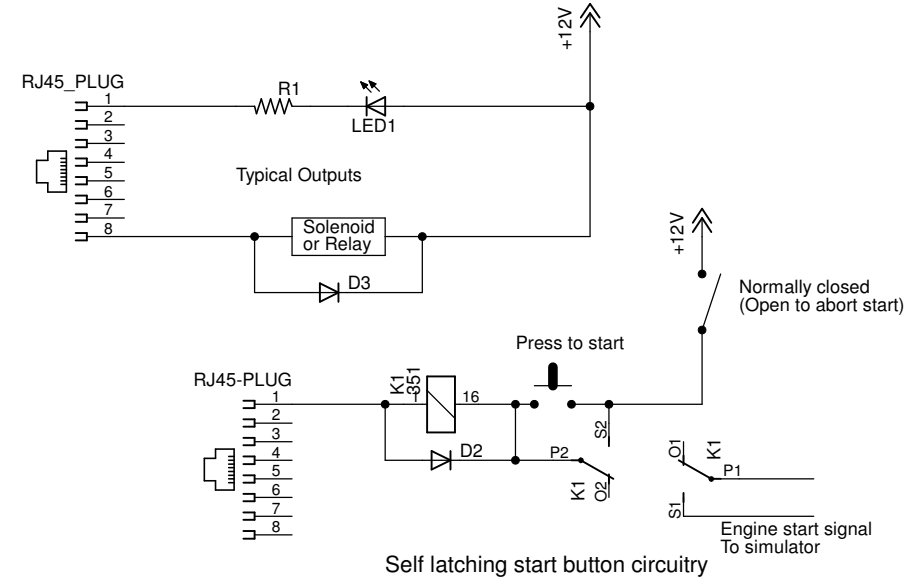 +12V
RJ45_PLUG
1
2
3
4
5
6
7
8
R1
LED1
Typical Outputs
Solenoid
or Relay
D3
+12V
Normally closed
(Open to abort start)
Press to start
RJ45-PLUG
1
2
3
4
5
6
7
8
K1
351
1
16
D2
S2
P2
K1
O2
O1
K1
P1
S1
Engine start signal
To simulator
Self latching start button circuitry